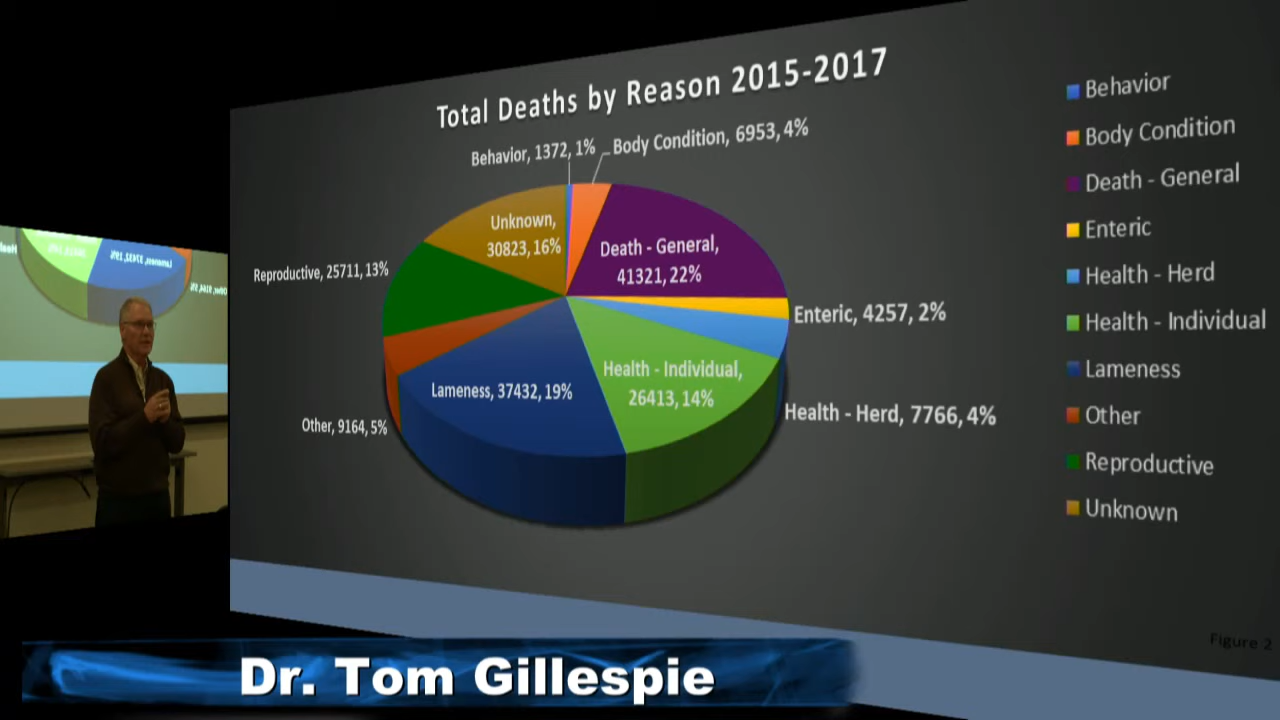 Total Deaths by Reason 2015-2017
Behavior, 1372, 1%
Body Condition, 6953, 4%
Unknown,
30823, 16%
Death - General,
41321, 22%
Reproductive, 25711, 13%
Enteric, 4257, 2%
Lameness, 37432, 19%
Health - Individual,
26413, 14%
Other, 9164, 5%
Health - Herd, 7766, 4%
Behavior
Body Condition
Death - General
Enteric
Health - Herd
Health - Individual
Lameness
Other
Reproductive
Unknown
Figure 2
Dr. Tom Gillespie